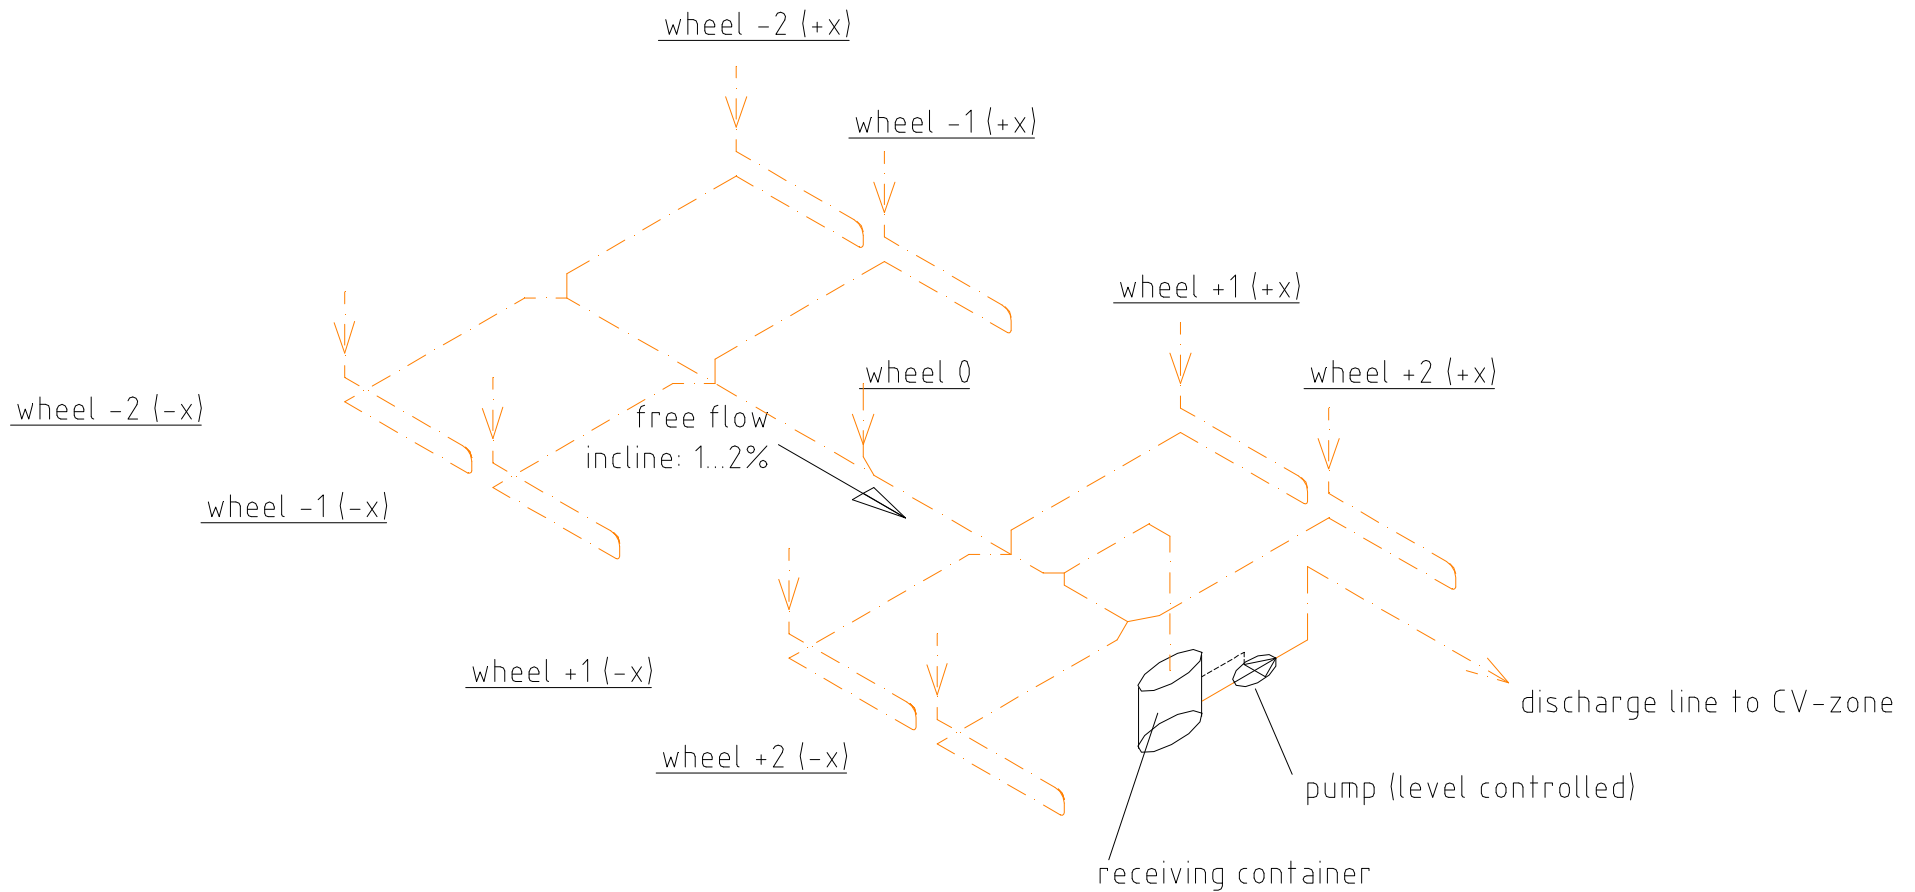 wheel -2 (+x)
wheel -1 (+x)
wheel +1 (+x)
wheel 0
wheel +2 (+x)
wheel -2 (-x)
free flow
incline: 1...2%
wheel -1 (-x)
wheel +1 (-x)
discharge line to CV-zone
wheel +2 (-x)
pump (level controlled)
receiving container